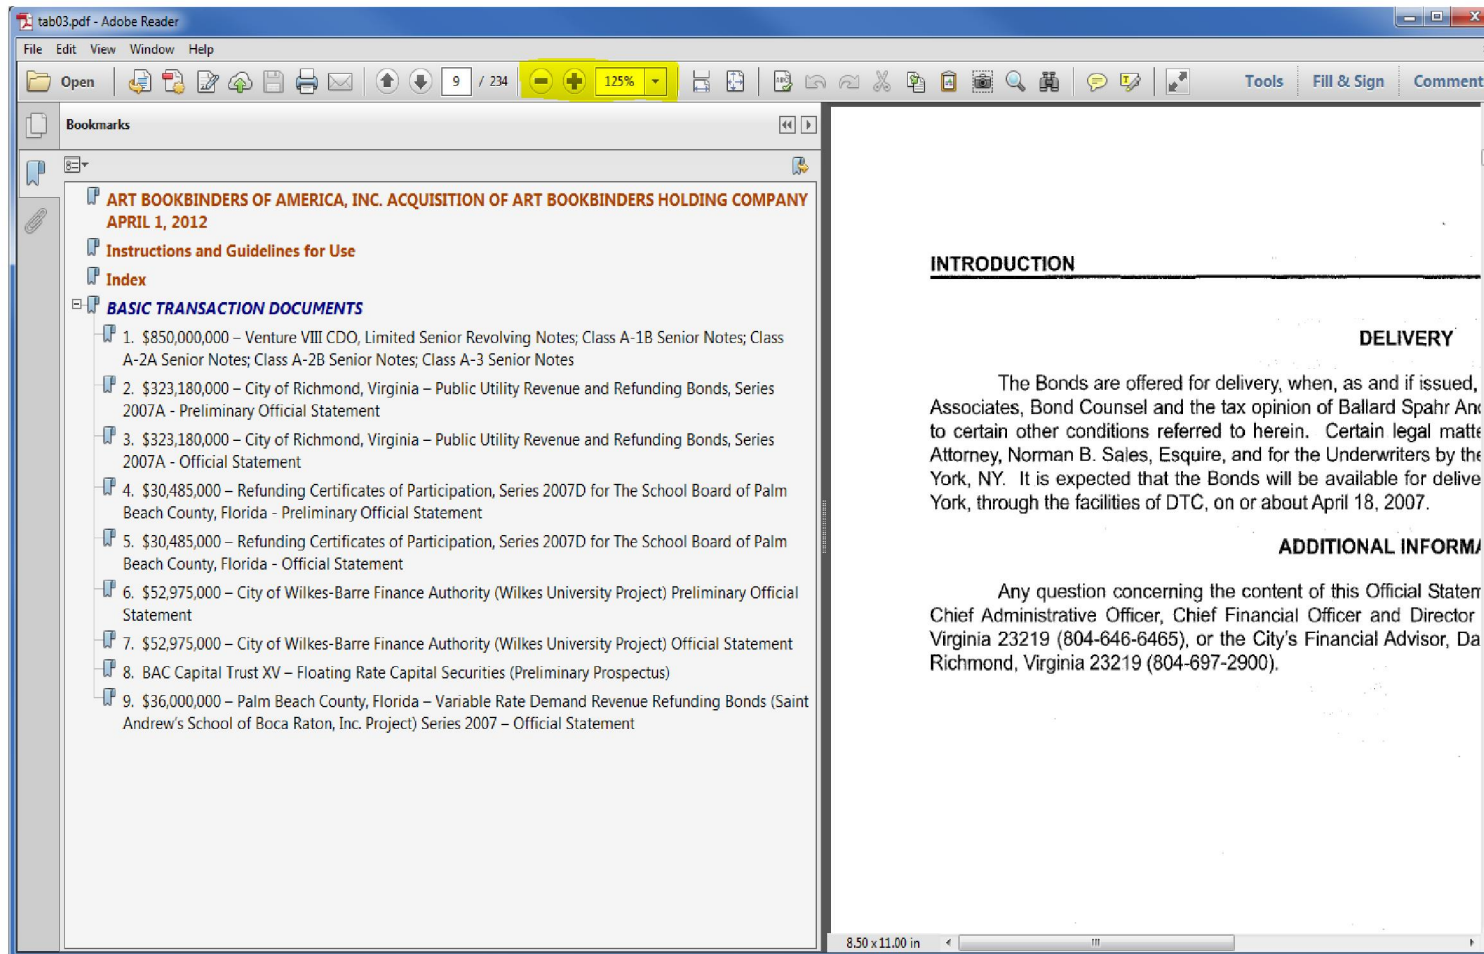 tab03.pdf - Adobe Reader
File Edit View Window Help
Open 9 / 234 125% Tools Fill & Sign Comment
Bookmarks
ART BOOKBINDERS OF AMERICA, INC. ACQUISITION OF ART BOOKBINDERS HOLDING COMPANY
APRIL 1, 2012
Instructions and Guidelines for Use
Index
BASIC TRANSACTION DOCUMENTS
1. $850,000,000 – Venture VIII CDO, Limited Senior Revolving Notes; Class A-1B Senior Notes; Class
A-2A Senior Notes; Class A-2B Senior Notes; Class A-3 Senior Notes
2. $323,180,000 – City of Richmond, Virginia – Public Utility Revenue and Refunding Bonds, Series
2007A - Preliminary Official Statement
3. $323,180,000 – City of Richmond, Virginia – Public Utility Revenue and Refunding Bonds, Series
2007A - Official Statement
4. $30,485,000 – Refunding Certificates of Participation, Series 2007D for The School Board of Palm
Beach County, Florida - Preliminary Official Statement
5. $30,485,000 – Refunding Certificates of Participation, Series 2007D for The School Board of Palm
Beach County, Florida - Official Statement
6. $52,975,000 – City of Wilkes-Barre Finance Authority (Wilkes University Project) Preliminary Official
Statement
7. $52,975,000 – City of Wilkes-Barre Finance Authority (Wilkes University Project) Official Statement
8. BAC Capital Trust XV – Floating Rate Capital Securities (Preliminary Prospectus)
9. $36,000,000 – Palm Beach County, Florida – Variable Rate Demand Revenue Refunding Bonds (Saint
Andrew's School of Boca Raton, Inc. Project) Series 2007 – Official Statement
INTRODUCTION
DELIVERY
The Bonds are offered for delivery, when, as and if issued,
Associates, Bond Counsel and the tax opinion of Ballard Spahr
to certain other conditions referred to herein. Certain legal
Attorney, Norman B. Sales, Esquire, and for the Underwriters by the
York, NY. It is expected that the Bonds will be available for
York, through the facilities of DTC, on or about April 18, 2007.
ADDITIONAL
Any question concerning the content of this Official
Chief Administrative Officer, Chief Financial Officer and Director
Virginia 23219 (804-646-6465), or the City's Financial Advisor,
Richmond, Virginia 23219 (804-697-2900).
8.50 x 11.00 in